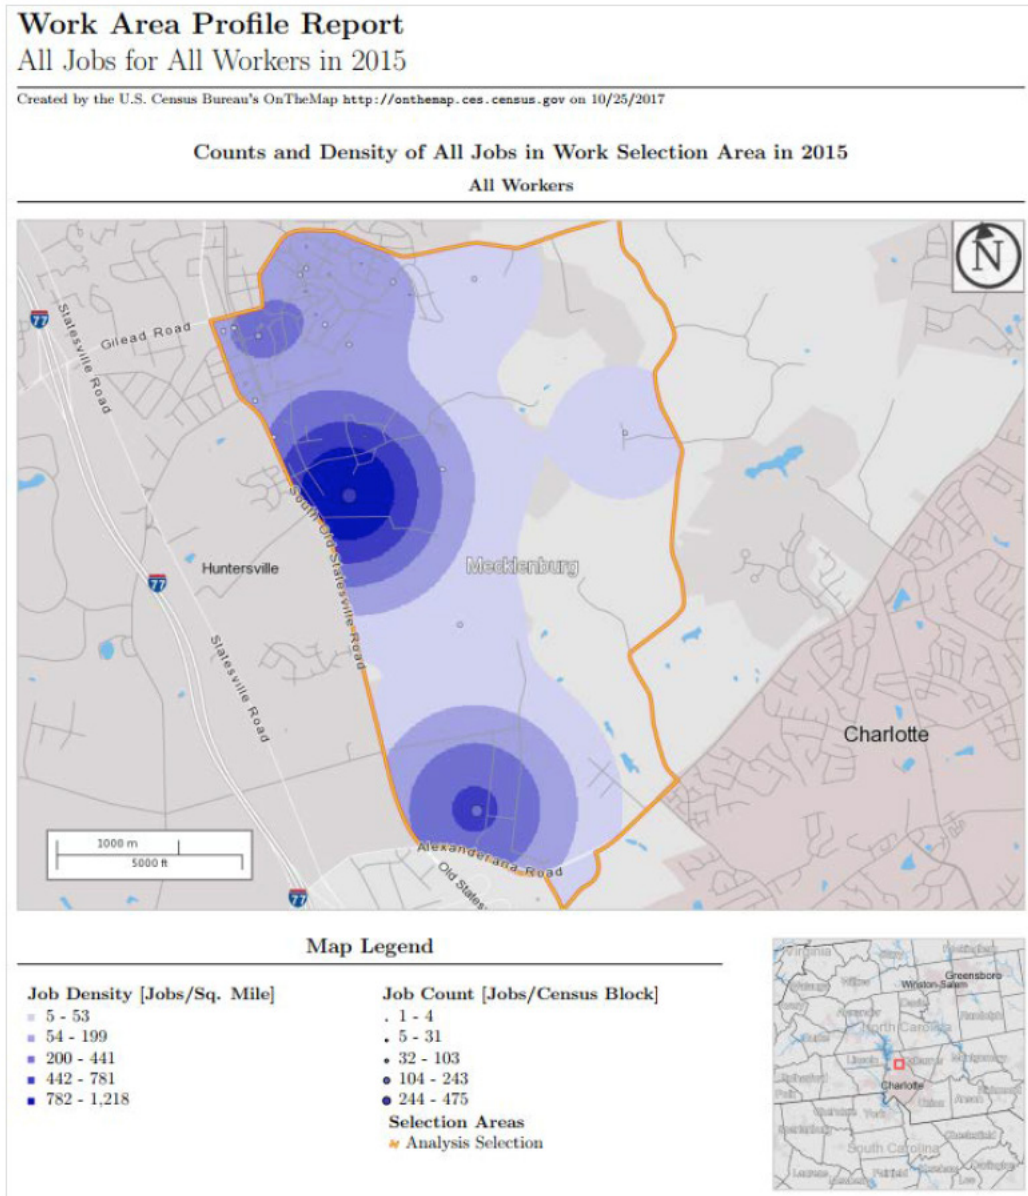 Work Area Profile Report
All Jobs for All Workers in 2015
Created by the U.S. Census Bureau's OnTheMap http://onthemap.ces.census.gov on 10/25/2017
Counts and Density of All Jobs in Work Selection Area in 2015
All Workers
N
77
Statesville Road
Gilead Road
South Old Statesville Road
Huntersville
Mecklenburg
77
Statesville Road
Charlotte
1000 m
5000 ft
Alexanderana Road
Old States
77
Map Legend
Job Density [Jobs/Sq. Mile]
5 - 53
54 - 199
200 - 441
442 - 781
782 - 1,218
Job Count [Jobs/Census Block]
1 - 4
5 - 31
32 - 103
104 - 243
244 - 475
Selection Areas
Analysis Selection
Virginia
Greensboro
Winston-Salem
Randolph
North Carolina
Charlotte
Union
Anson
York
South Carolina